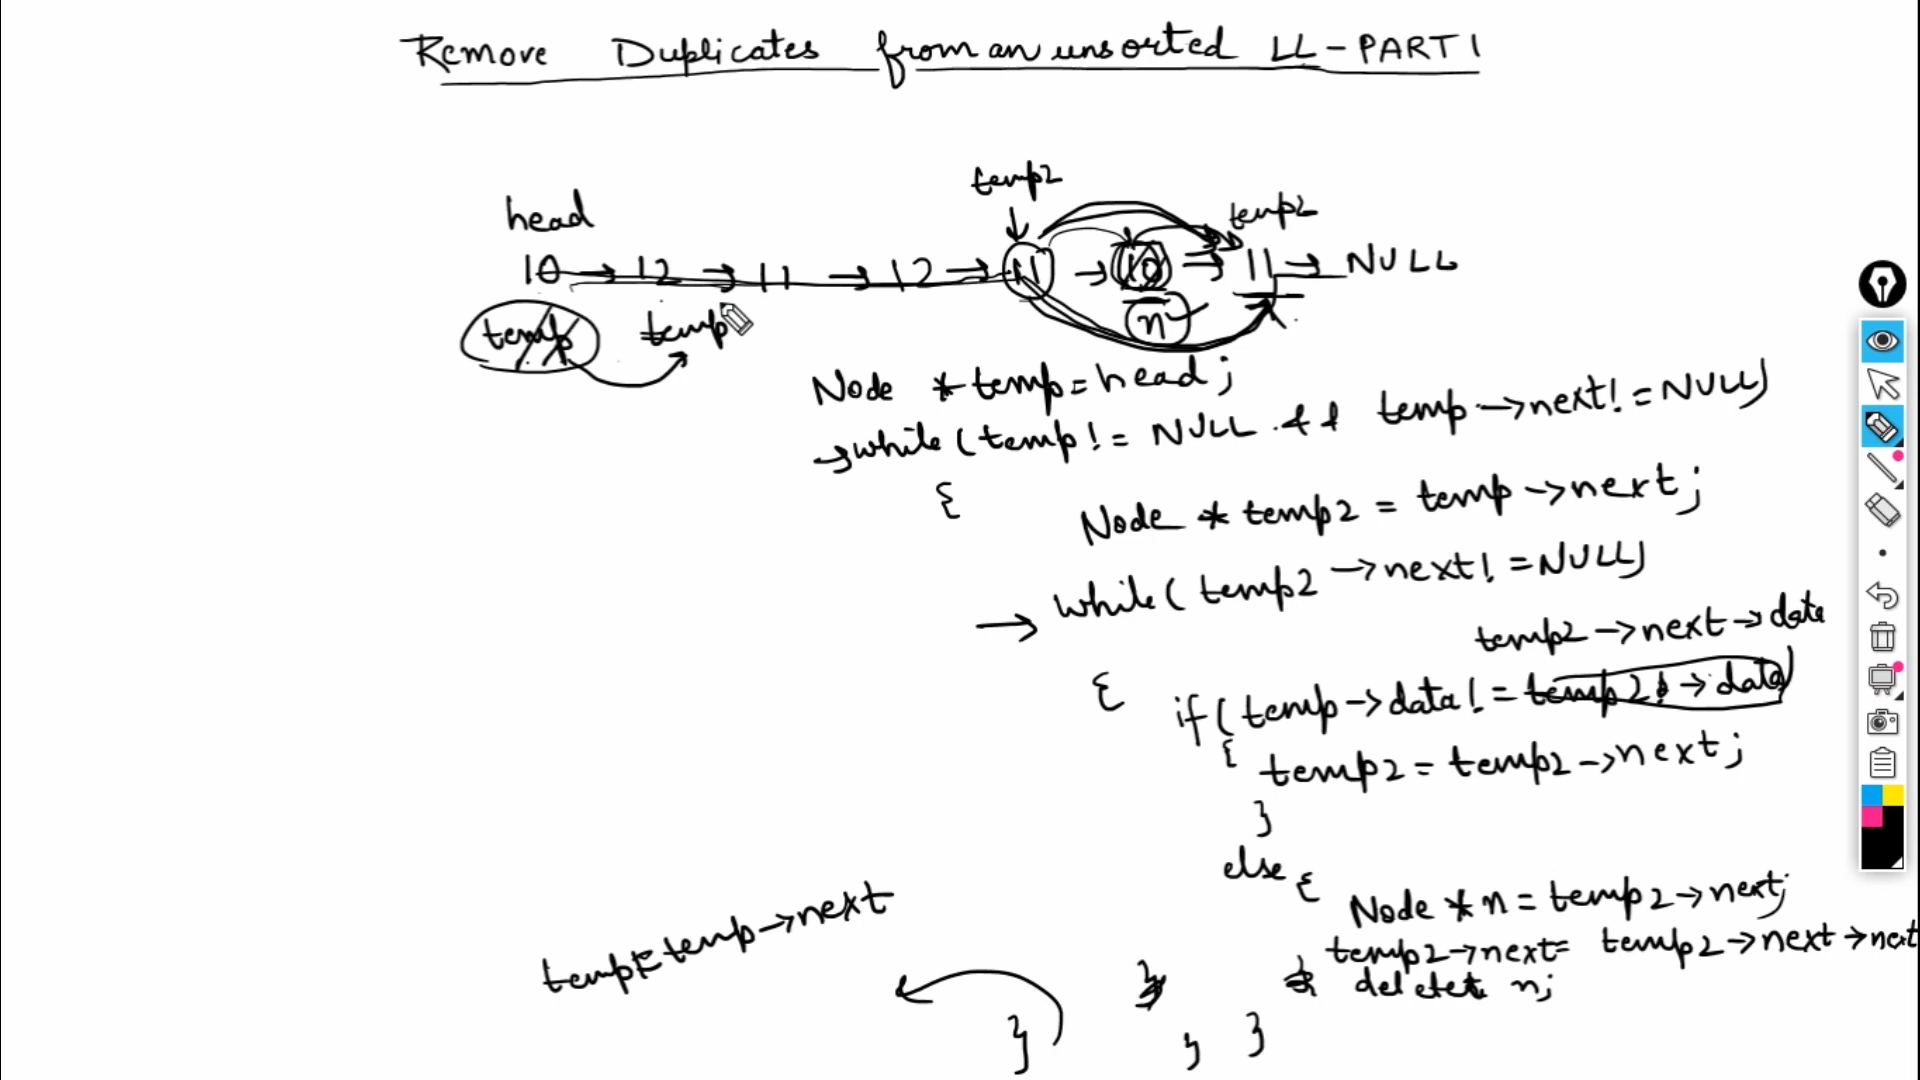 Remove Duplicates from an unsorted LL - PART 1
temp2
head
temp2
10 → 12 → 11 → 12 → 11 → 10 → 11 → NULL
temp temp n
Node * temp = head;
→ while (temp != NULL && temp → next != NULL)
{
Node * temp2 = temp → next;
→ while ( temp2 → next! = NULL)
temp2 → next → data
{ if ( temp → data! = temp2! → data)
{ temp2 = temp2 → next;
}
else {
Node * n = temp2 → next;
temp2 → next = temp2 → next → next
} delete n;
temp = temp → next
}
} } }